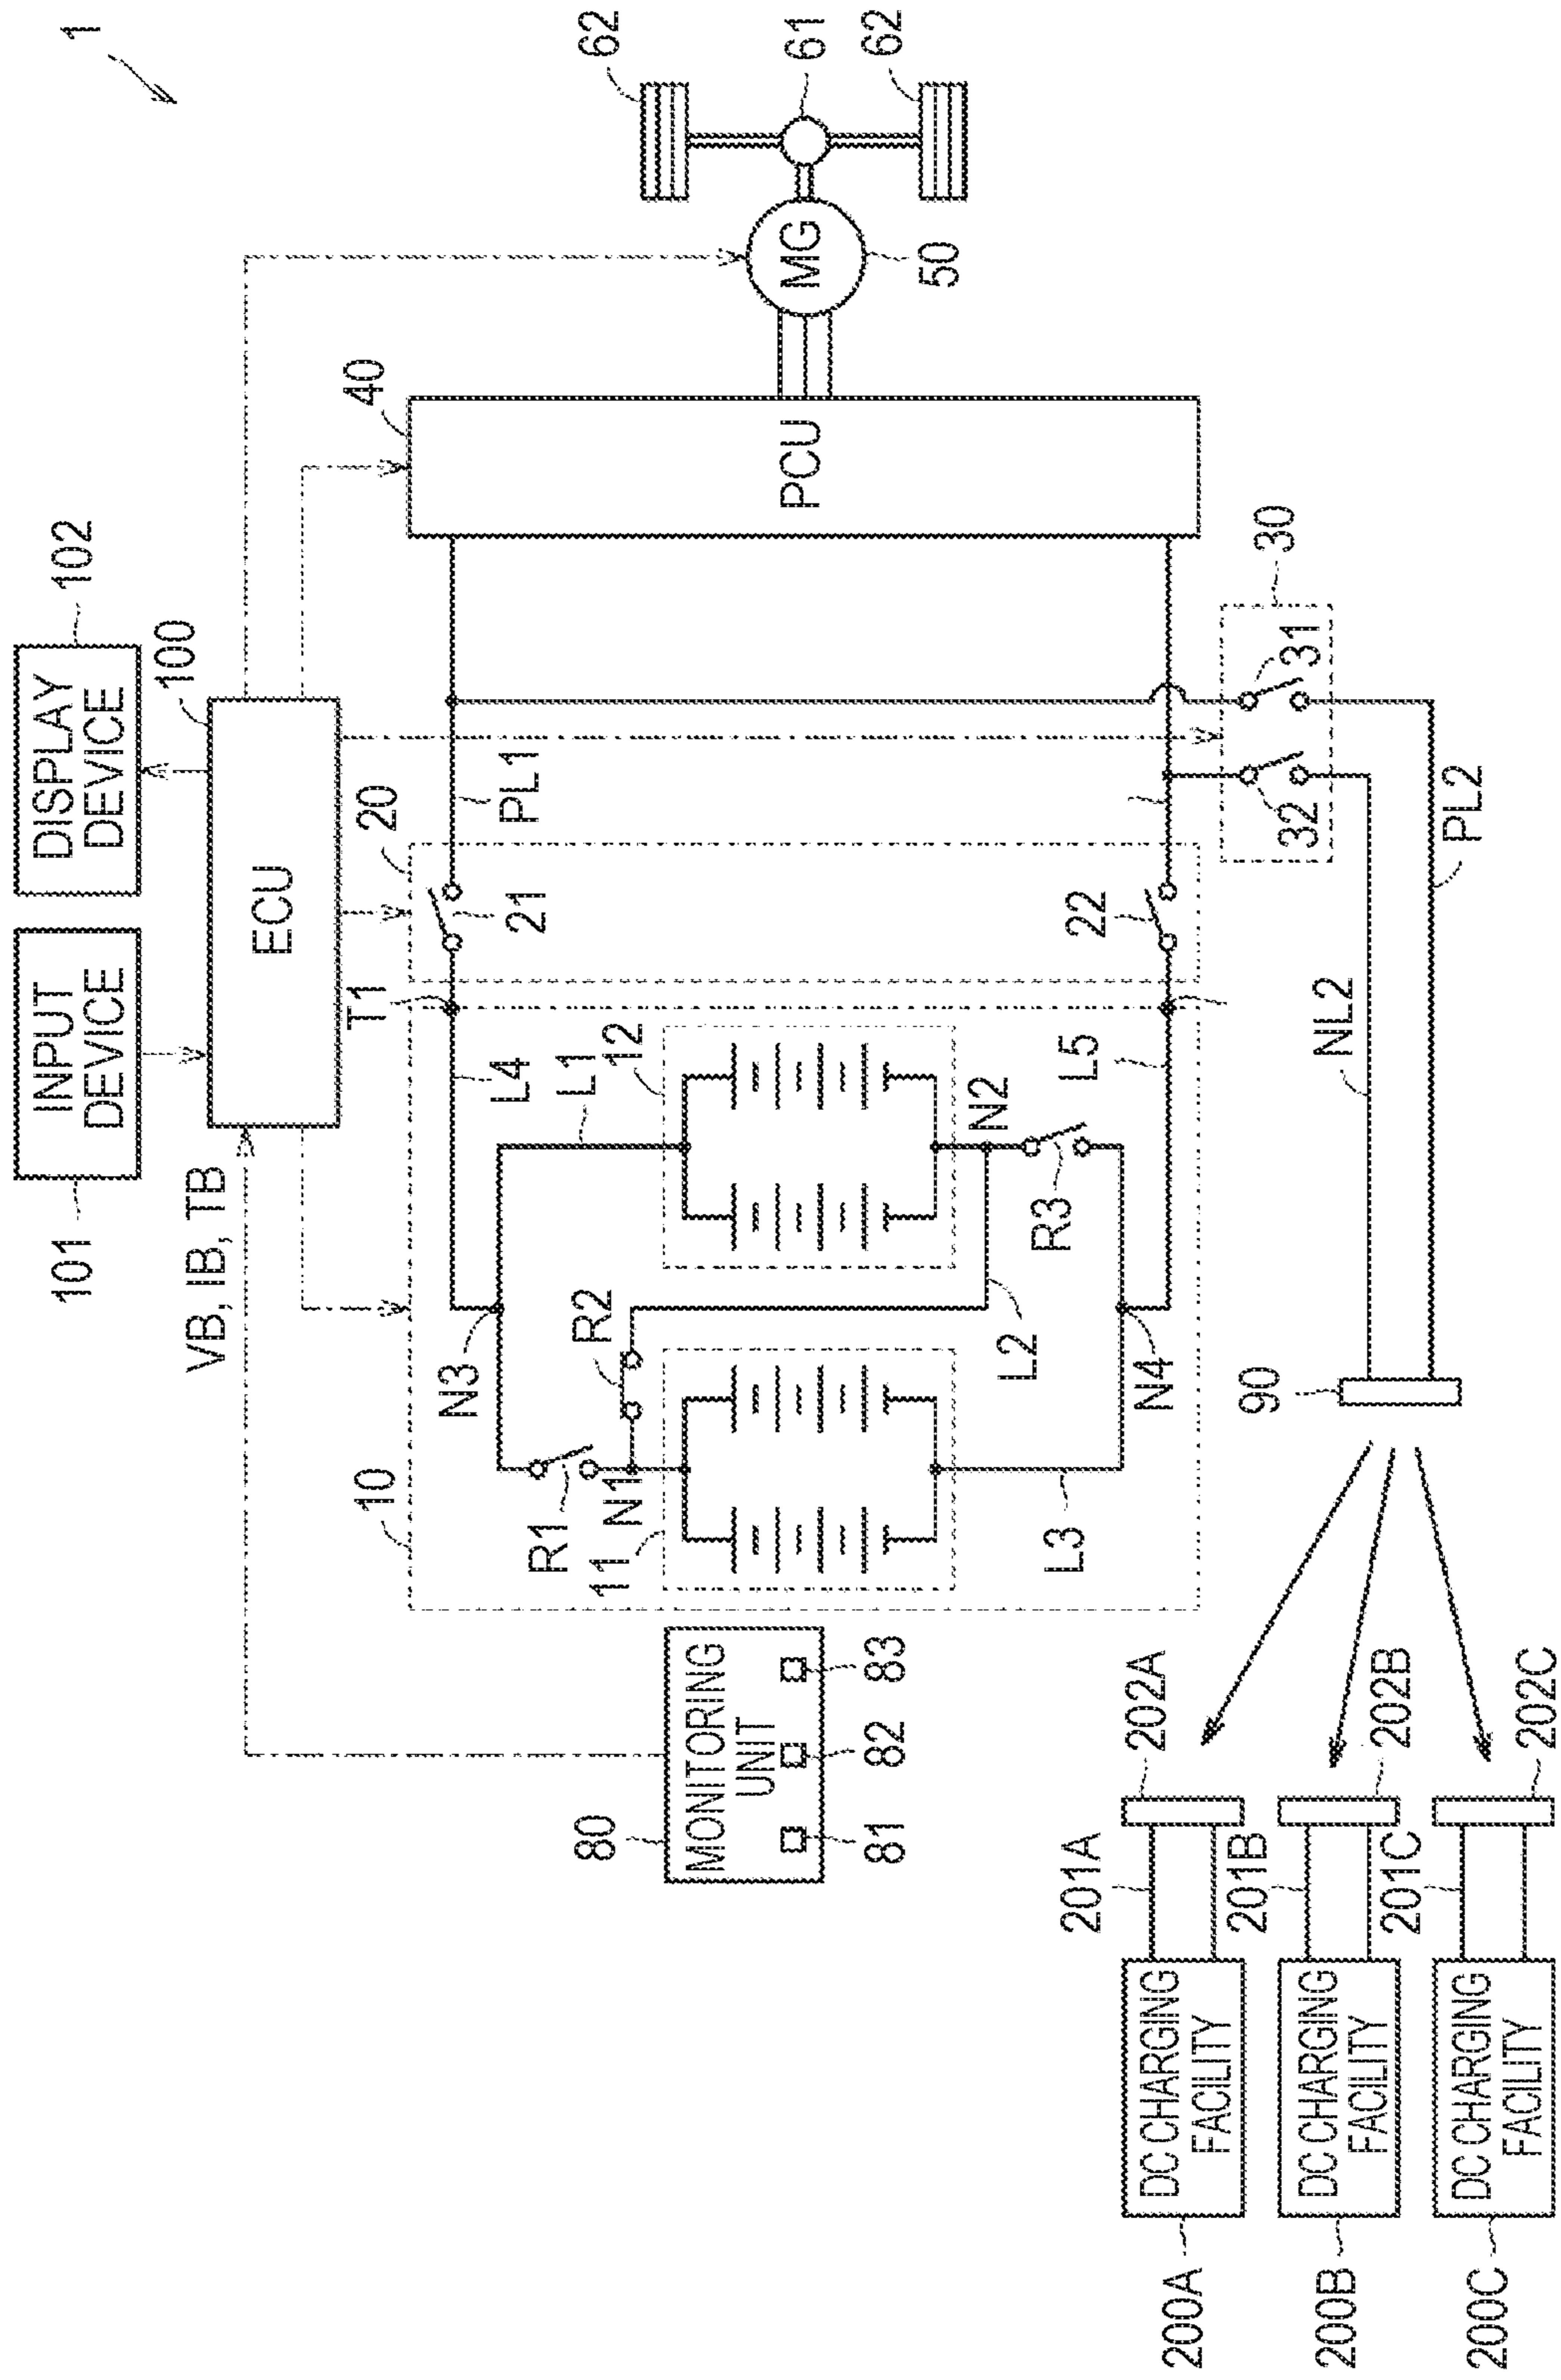 1
INPUT
DEVICE
101
DISPLAY
DEVICE
102
ECU
100
VB, IB, TB
10
20
40
PCU
MG
50
61
62
62
T1
PL1
21
22
L4
L1
12
N3
R1
R2
N1
11
N2
R3
L2
L3
L5
N4
80
MONITORING
UNIT
81
82
83
30
31
32
NL2
PL2
90
200A
DC CHARGING
FACILITY
201A
202A
200B
DC CHARGING
FACILITY
201B
202B
200C
DC CHARGING
FACILITY
201C
202C